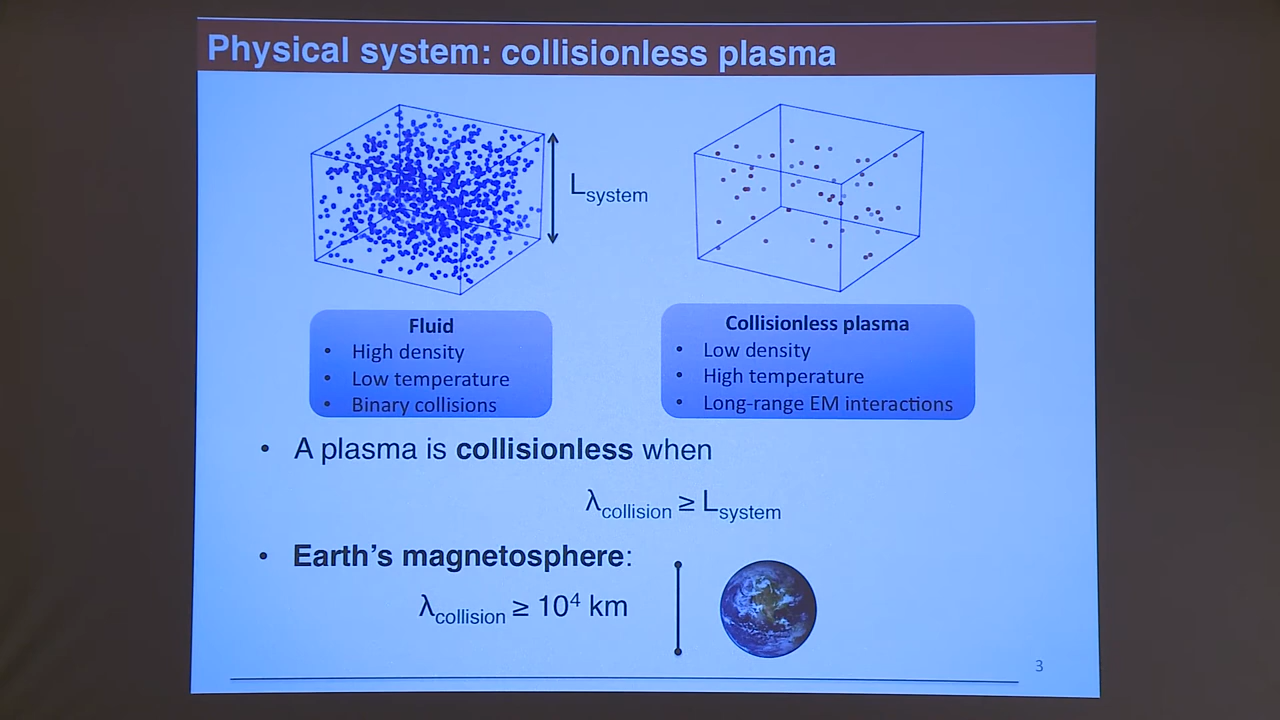 Physical system: collisionless plasma
Lsystem
Fluid
• High density
• Low temperature
• Binary collisions
Collisionless plasma
• Low density
• High temperature
• Long-range EM interactions
• A plasma is collisionless when
λcollision ≥ Lsystem
• Earth's magnetosphere:
λcollision ≥ 10⁴ km
3